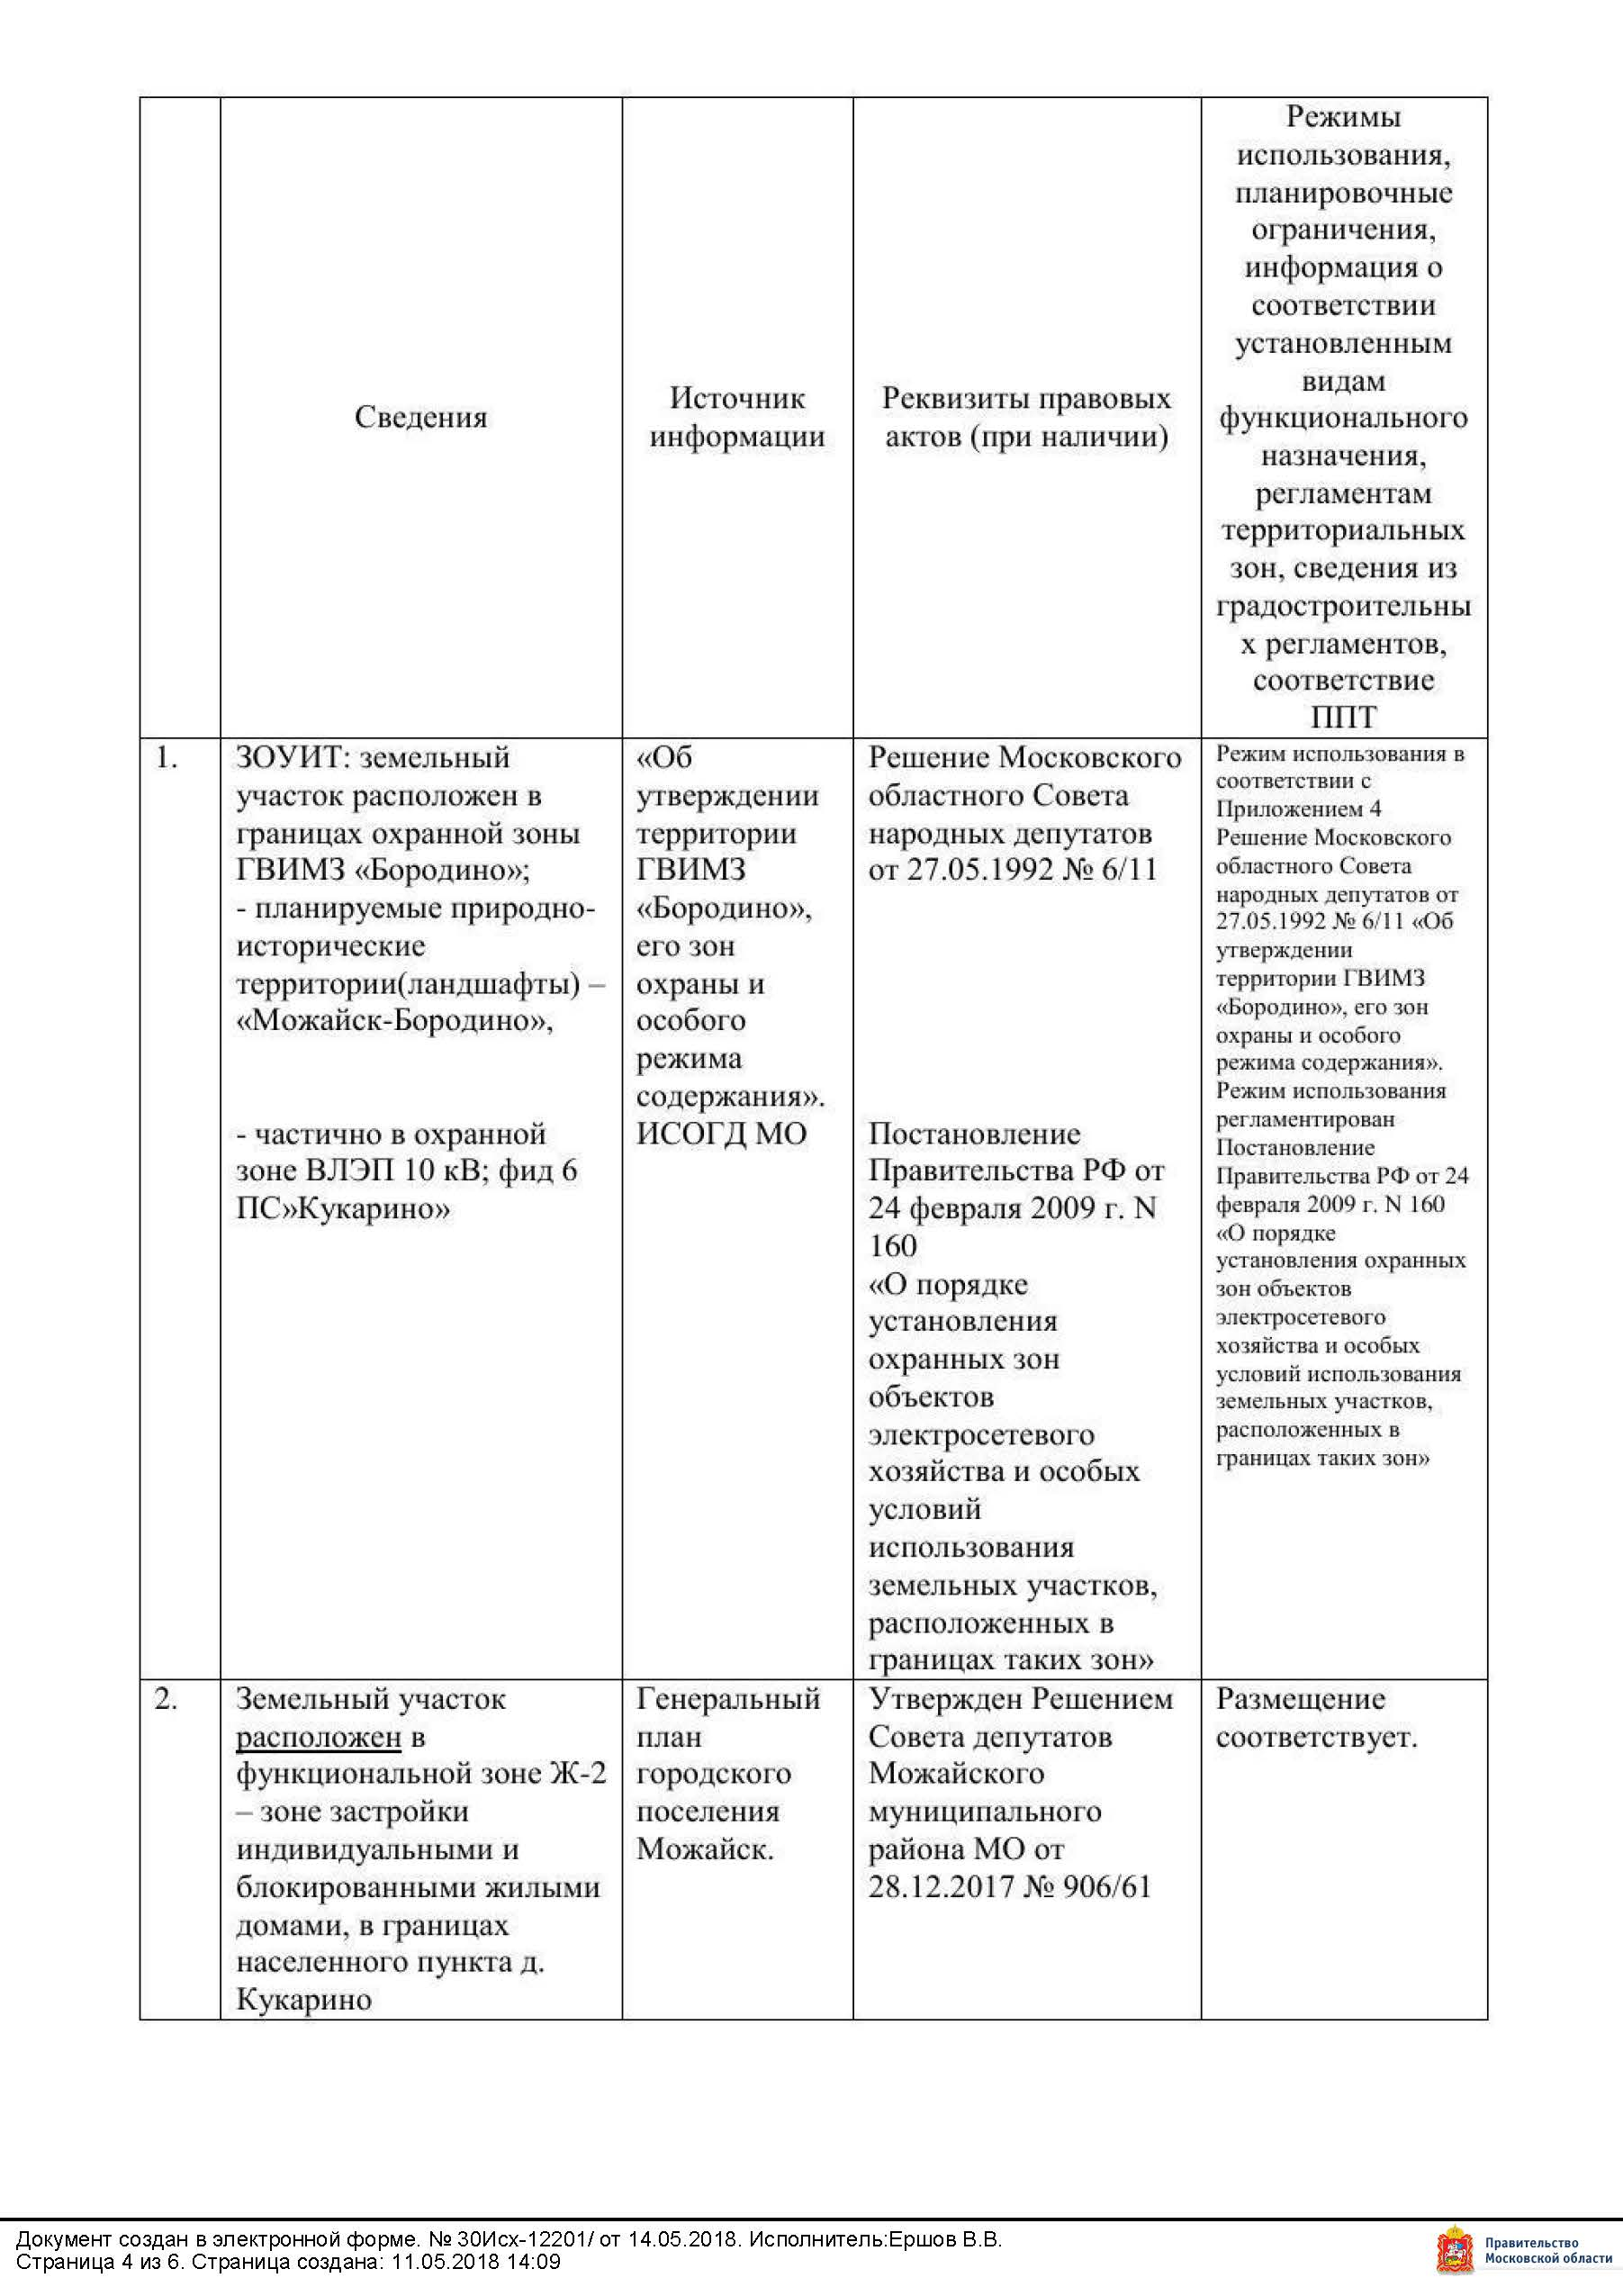 Сведения
Источник
информации
Реквизиты правовых
актов (при наличии)
Режимы
использования,
планировочные
ограничения,
информация о
соответствии
установленным
видам
функционального
назначения,
регламентам
территориальных
зон, сведения из
градостроительны
х регламентов,
соответствие
ППТ
1.
ЗОУИТ: земельный
участок расположен в
границах охранной зоны
ГВИМЗ «Бородино»;
- планируемые природно-
исторические
территории(ландшафты) –
«Можайск-Бородино»,
- частично в охранной
зоне ВЛЭП 10 кВ; фид 6
ПС»Кукарино»
«Об
утверждении
территории
ГВИМЗ
«Бородино»,
его зон
охраны и
особого
режима
содержания».
ИСОГД МО
Решение Московского
областного Совета
народных депутатов
от 27.05.1992 № 6/11
Постановление
Правительства РФ от
24 февраля 2009 г. N
160
«О порядке
установления
охранных зон
объектов
электросетевого
хозяйства и особых
условий
использования
земельных участков,
расположенных в
границах таких зон»
Режим использования в
соответствии с
Приложением 4
Решение Московского
областного Совета
народных депутатов от
27.05.1992 № 6/11 «Об
утверждении
территории ГВИМЗ
«Бородино», его зон
охраны и особого
режима содержания».
Режим использования
регламентирован
Постановление
Правительства РФ от 24
февраля 2009 г. N 160
«О порядке
установления охранных
зон объектов
электросетевого
хозяйства и особых
условий использования
земельных участков,
расположенных в
границах таких зон»
2.
Земельный участок
расположен в
функциональной зоне Ж-2
– зоне застройки
индивидуальными и
блокированными жилыми
домами, в границах
населенного пункта д.
Кукарино
Генеральный
план
городского
поселения
Можайск.
Утвержден Решением
Совета депутатов
Можайского
муниципального
района МО от
28.12.2017 № 906/61
Размещение
соответствует.
Документ создан в электронной форме. № 30Исх-12201/ от 14.05.2018. Исполнитель:Ершов В.В.
Страница 4 из 6. Страница создана: 11.05.2018 14:09
Правительство
Московской области